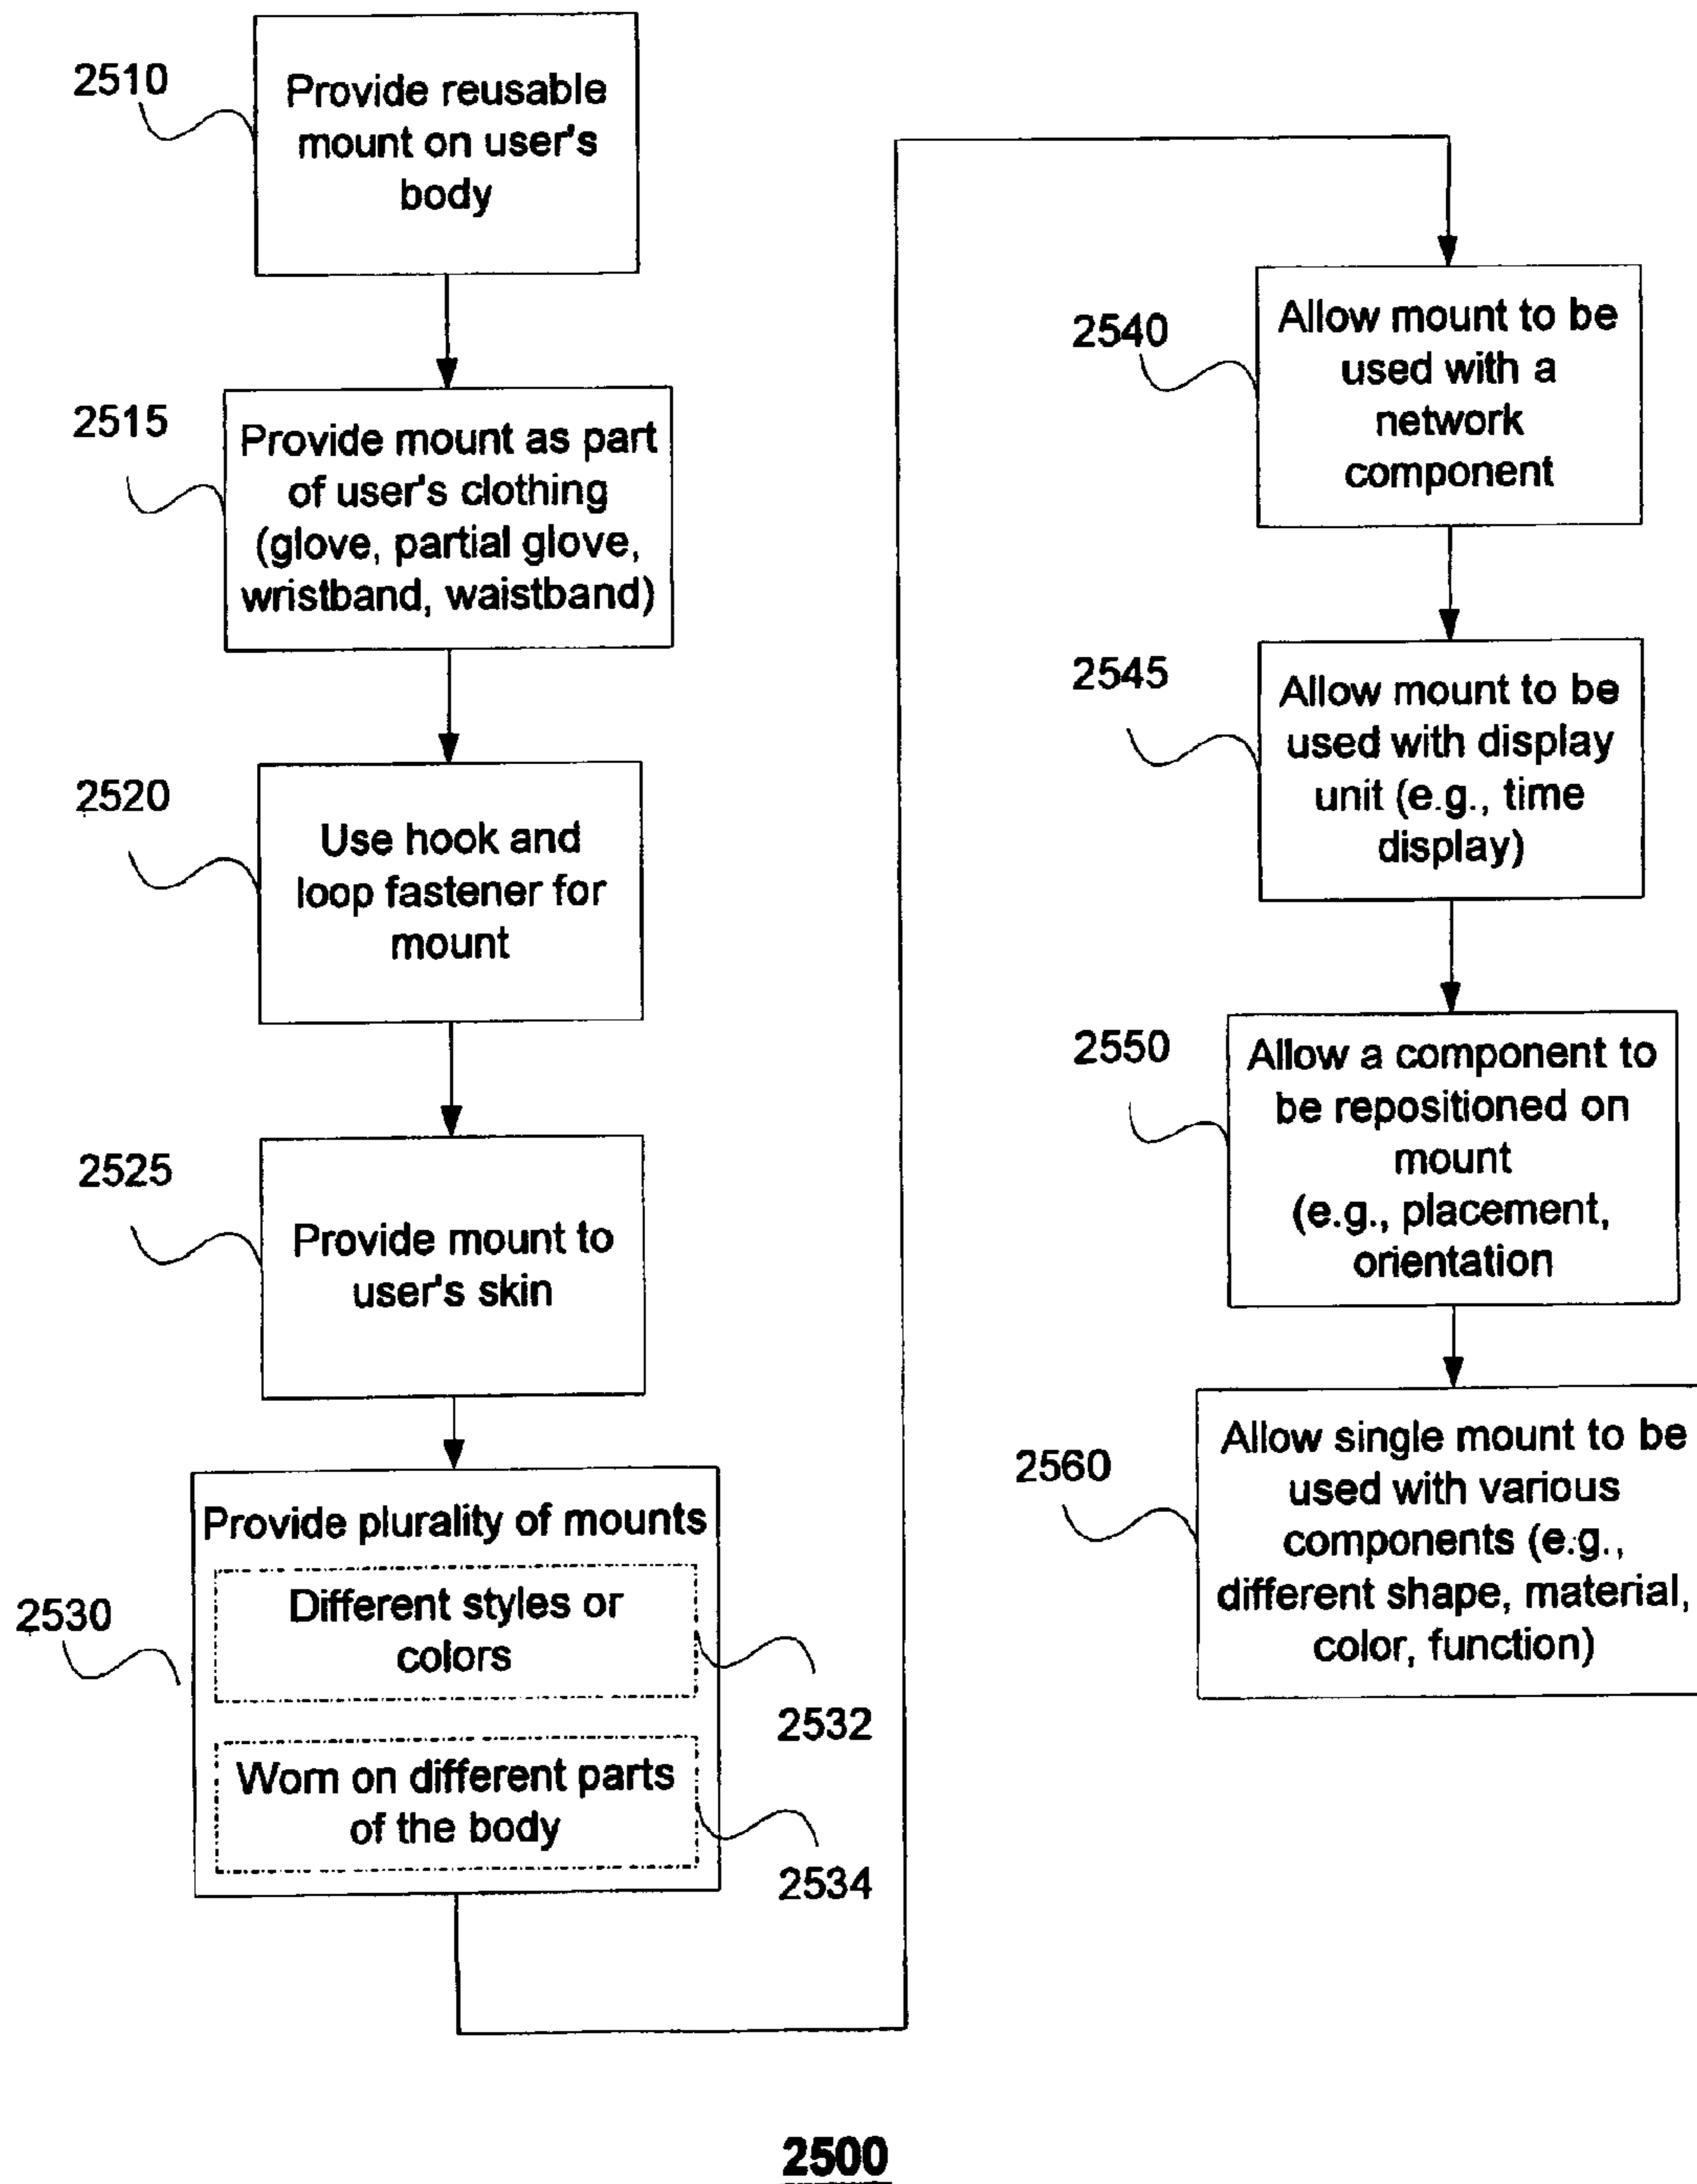 2510
Provide reusable
mount on user's
body
2515
Provide mount as part
of user's clothing
(glove, partial glove,
wristband, waistband)
2520
Use hook and
loop fastener for
mount
2525
Provide mount to
user's skin
2530
Provide plurality of mounts
Different styles or
colors
2532
Worn on different parts
of the body
2534
2540
Allow mount to be
used with a
network
component
2545
Allow mount to be
used with display
unit (e.g., time
display)
2550
Allow a component to
be repositioned on
mount
(e.g., placement,
orientation
2560
Allow single mount to be
used with various
components (e.g.,
different shape, material,
color, function)
2500